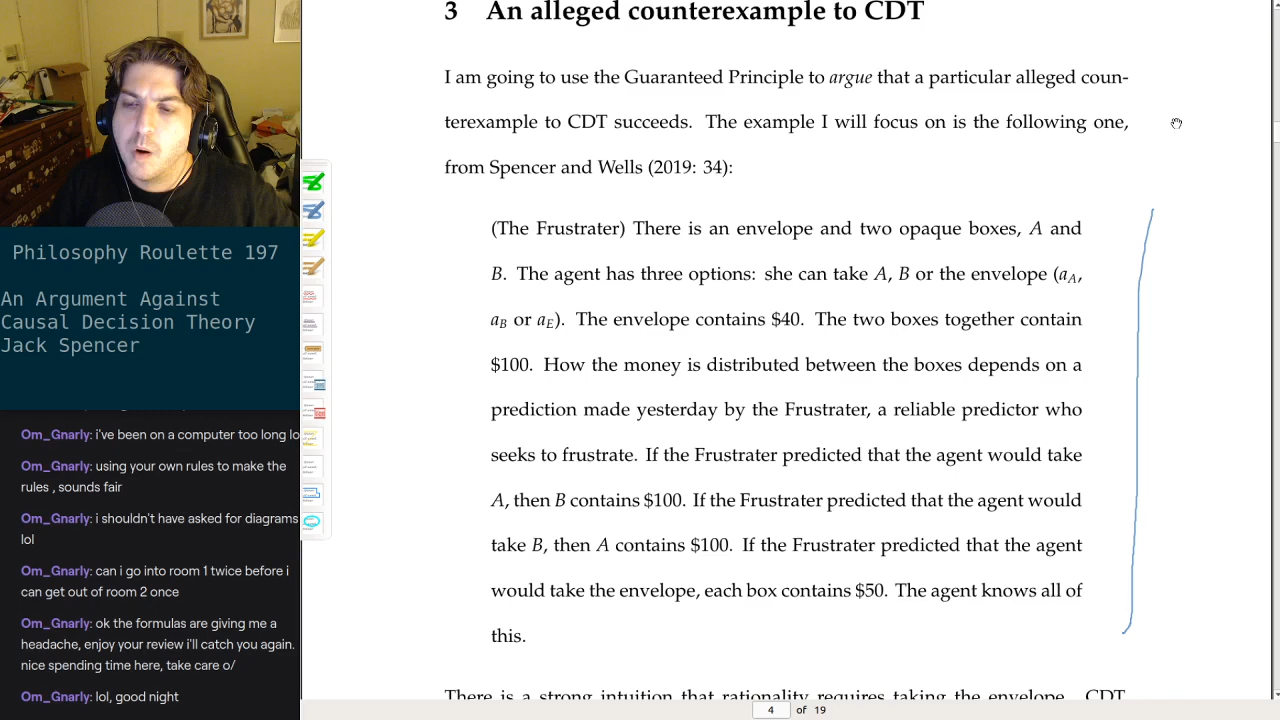 3 An alleged counterexample to CDT
I am going to use the Guaranteed Principle to argue that a particular alleged coun-
terexample to CDT succeeds. The example I will focus on is the following one,
from Spencer and Wells (2019: 34):
(The Frustrater) There is an envelope and two opaque boxes, A and
B. The agent has three options: she can take A, B or the envelope (aA,
aB or aE). The envelope contains $40. The two boxes together contain
$100. How the money is distributed between the boxes depends on a
prediction made yesterday by the Frustrater, a reliable predictor who
seeks to frustrate. If the Frustrater predicted that the agent would take
A, then B contains $100. If the Frustrater predicted that the agent would
take B, then A contains $100. If the Frustrater predicted that the agent
would take the envelope, each box contains $50. The agent knows all of
this.
There is a strong intuition that rationality requires taking the envelope. CDT
4 of 19
Philosophy Roulette 197
An Argument Against
Causal Decision Theory
Jack Spencer
Om_Gnarly: i've been on a computer too long lo
Om_Gnarly: using your own rules to make the
rules, sounds fair
Om_Gnarly: i shouldn't have asked for diagrams
lol
Om_Gnarly: can i go into room 1 twice before i
can get out of room 2 once
Om_Gnarly: ok the formulas are giving me a
headache, enjoy your review i'll catch you again.
nice spending time here, take care o/
Om_Gnarly: lol, good night